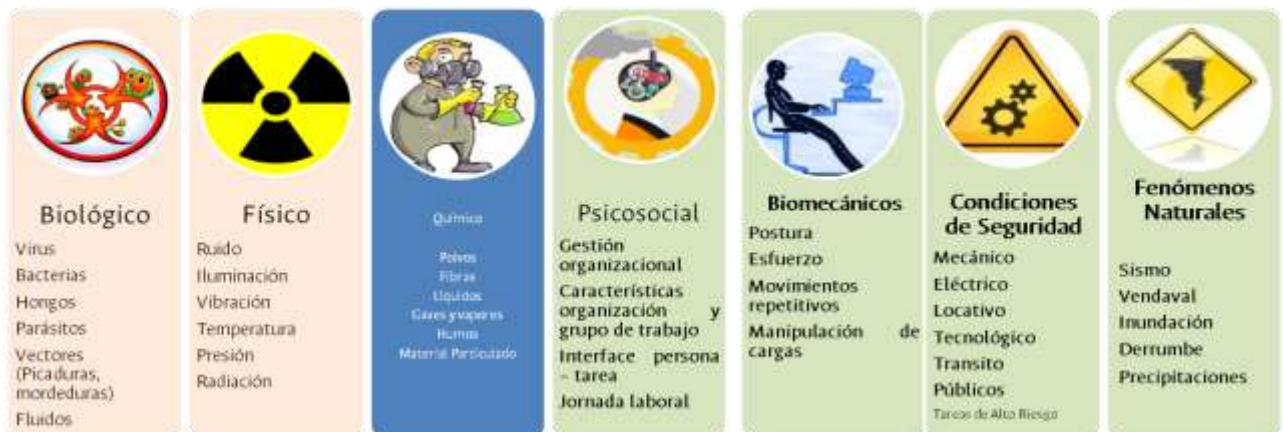 Biológico
Virus
Bacterias
Hongos
Parásitos
Vectores
(Picaduras,
mordeduras)
Fluidos
Físico
Ruido
Iluminación
Vibración
Temperatura
Presión
Radiación
Químico
Polvos
Fibras
Líquidos
Gases y vapores
Humos
Material Particulado
Psicosocial
Gestión
organizacional
Características
organización y
grupo de trabajo
Interface persona
– tarea
Jornada laboral
Biomecánicos
Postura
Esfuerzo
Movimientos
repetitivos
Manipulación de
cargas
Condiciones
de Seguridad
Mecánico
Eléctrico
Locativo
Tecnológico
Transito
Públicos
Tareas de Alto Riesgo
Fenómenos
Naturales
Sismo
Vendaval
Inundación
Derrumbe
Precipitaciones